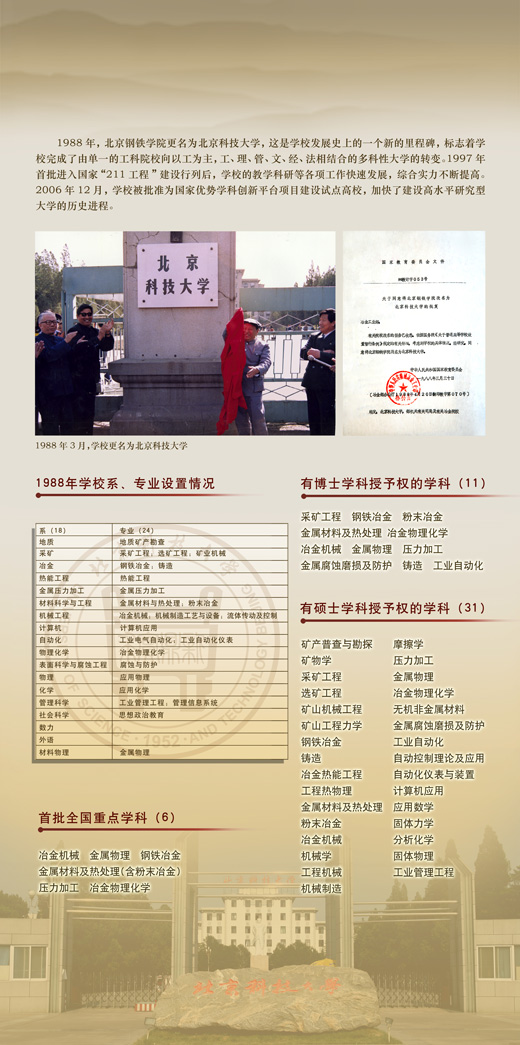 1988 年，北京钢铁学院更名为北京科技大学，这是学校发展史上的一个新的里程碑，标志着学
校完成了由单一的工科院校向以工为主，工、理、管、文、经、法相结合的多科性大学的转变。1997 年
首批进入国家“211 工程”建设行列后，学校的教学科研等各项工作快速发展，综合实力不断提高。
2006 年 12 月，学校被批准为国家优势学科创新平台项目建设试点高校，加快了建设高水平研究型
大学的历史进程。
北京
科技大学
国家教育委员会文件
关于同意将北京钢铁学院改名为
北京科技大学的批复
冶金工业部：
中华人民共和国国家教育委员会
1988 年 3 月，学校更名为北京科技大学
1988年学校系、专业设置情况
系（18） 专业（24）
地质 地质矿产勘查
采矿 采矿工程；选矿工程；矿业机械
冶金 钢铁冶金；铸造
热能工程 热能工程
金属压力加工 金属压力加工
材料科学与工程 金属材料与热处理；粉末冶金
机械工程 冶金机械；机械制造工艺与设备；流体传动及控制
计算机 计算机应用
自动化 工业电气自动化；工业自动化仪表
物理化学 冶金物理化学
表面科学与腐蚀工程 腐蚀与防护
物理 应用物理
化学 应用化学
管理科学 工业管理工程；管理信息系统
社会科学 思想政治教育
数力
外语
材料物理 金属物理
OF SCIENCE · 1952 · AND TECHNOLOGY BEIJING
首批全国重点学科（6）
冶金机械 金属物理 钢铁冶金
金属材料及热处理(含粉末冶金)
压力加工 冶金物理化学
有博士学科授予权的学科（11）
采矿工程 钢铁冶金 粉末冶金
金属材料及热处理 冶金物理化学
冶金机械 金属物理 压力加工
金属腐蚀磨损及防护 铸造 工业自动化
有硕士学科授予权的学科（31）
矿产普查与勘探 摩擦学
矿物学 压力加工
采矿工程 金属物理
选矿工程 冶金物理化学
矿山机械工程 无机非金属材料
矿山工程力学 金属腐蚀磨损及防护
钢铁冶金 工业自动化
铸造 自动控制理论及应用
冶金热能工程 自动化仪表与装置
工程热物理 计算机应用
金属材料及热处理 应用数学
粉末冶金 固体力学
冶金机械 分析化学
机械学 固体物理
工程机械 工业管理工程
机械制造
北京科技大学